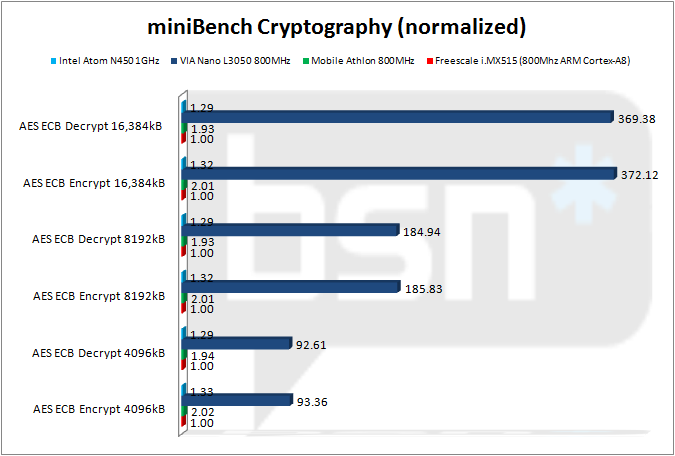 miniBench Cryptography (normalized)
Intel Atom N450 1GHz VIA Nano L3050 800MHz Mobile Athlon 800MHz Freescale i.MX515 (800Mhz ARM Cortex-A8)
AES ECB Decrypt 16,384kB
1.29
369.38
1.93
1.00
AES ECB Encrypt 16,384kB
1.32
372.12
2.01
1.00
AES ECB Decrypt 8192kB
1.29
184.94
1.93
1.00
AES ECB Encrypt 8192kB
1.32
185.83
2.01
1.00
AES ECB Decrypt 4096kB
1.29
92.61
1.94
1.00
AES ECB Encrypt 4096kB
1.33
93.36
2.02
1.00
bsn*